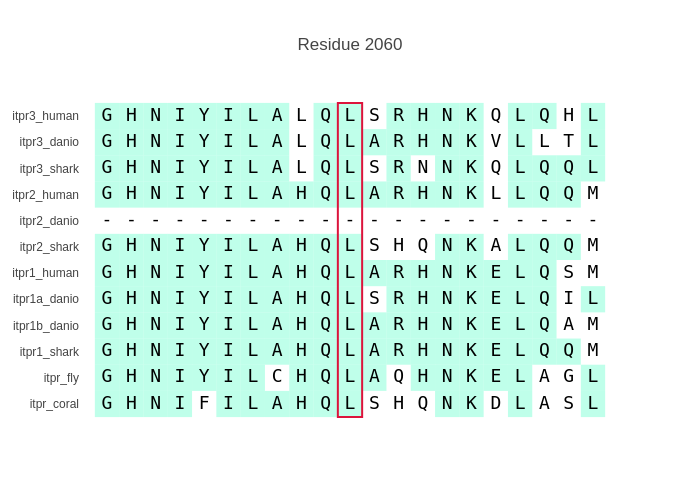 Residue 2060
itpr3_human G H N I Y I L A L Q L S R H N K Q L Q H L
itpr3_danio G H N I Y I L A L Q L A R H N K V L L T L
itpr3_shark G H N I Y I L A L Q L S R N N K Q L Q Q L
itpr2_human G H N I Y I L A H Q L A R H N K L L Q Q M
itpr2_danio - - - - - - - - - - - - - - - - - - - - -
itpr2_shark G H N I Y I L A H Q L S H Q N K A L Q Q M
itpr1_human G H N I Y I L A H Q L A R H N K E L Q S M
itpr1a_danio G H N I Y I L A H Q L S R H N K E L Q I L
itpr1b_danio G H N I Y I L A H Q L A R H N K E L Q A M
itpr1_shark G H N I Y I L A H Q L A R H N K E L Q Q M
itpr_fly G H N I Y I L C H Q L A Q H N K E L A G L
itpr_coral G H N I F I L A H Q L S H Q N K D L A S L